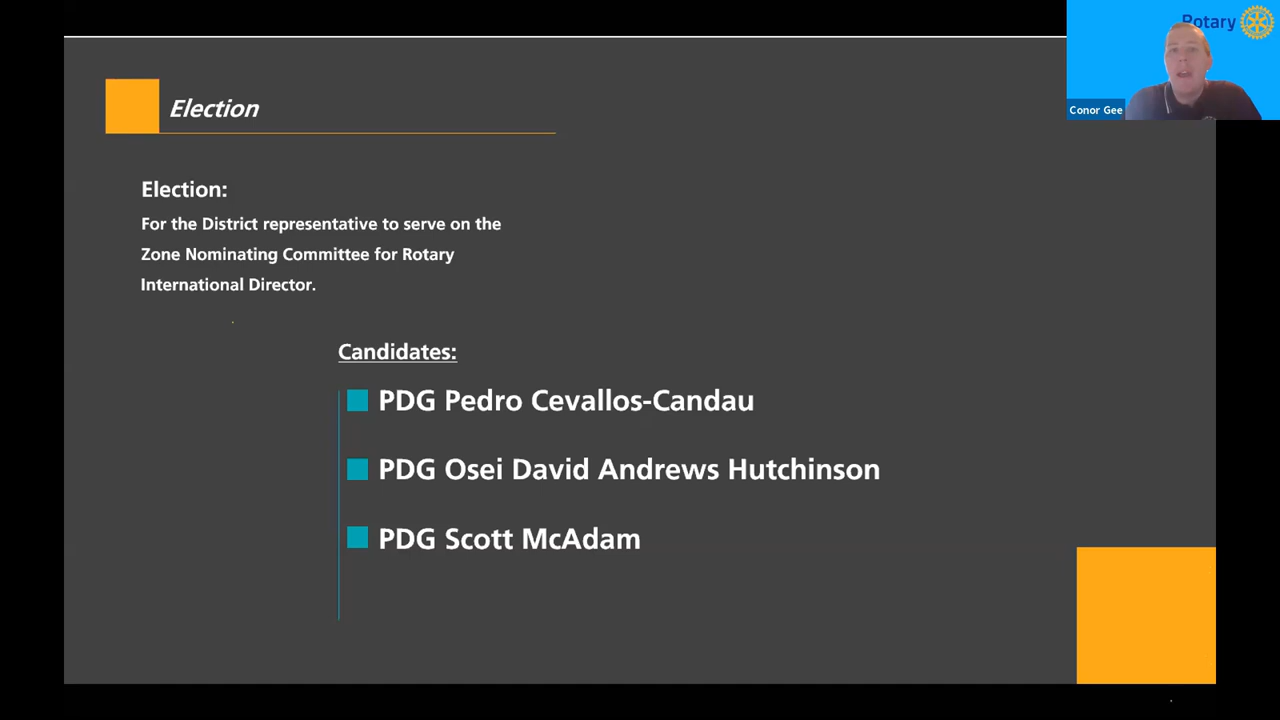 Rotary
Conor Gee
Election
Election:
For the District representative to serve on the
Zone Nominating Committee for Rotary
International Director.
Candidates:
PDG Pedro Cevallos-Candau
PDG Osei David Andrews Hutchinson
PDG Scott McAdam